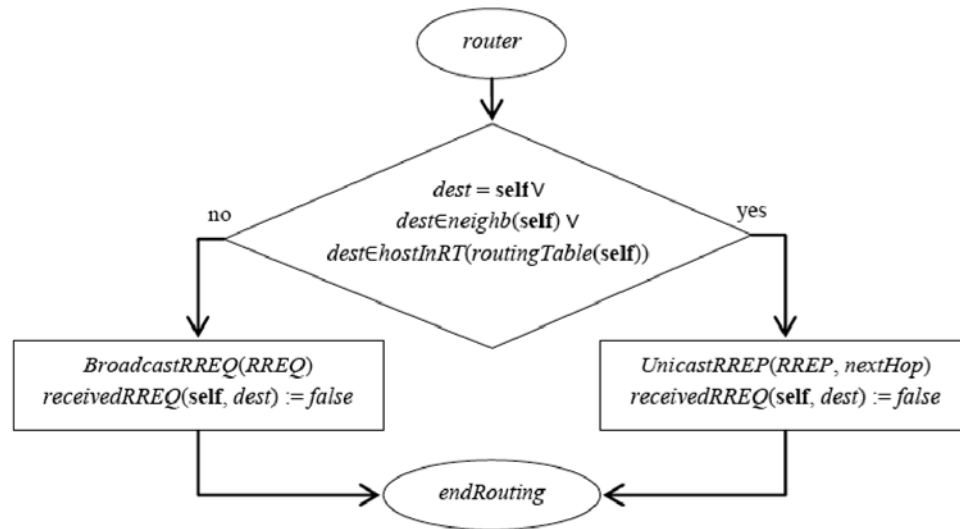 router
dest = self∨
dest∈neighb(self) ∨
dest∈hostInRT(routingTable(self))
no
yes
BroadcastRREQ(RREQ)
receivedRREQ(self, dest) := false
UnicastRREP(RREP, nextHop)
receivedRREQ(self, dest) := false
endRouting